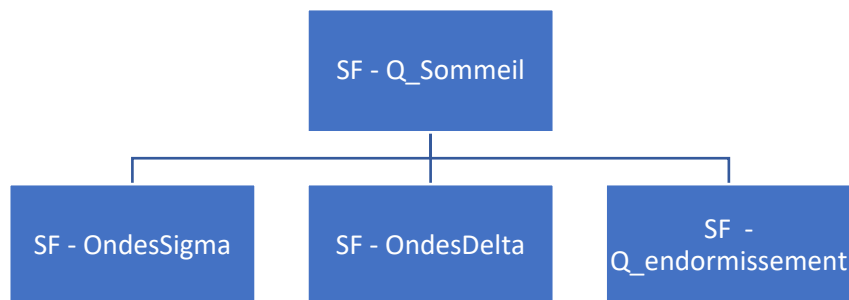 SF - Q_Sommeil
SF - OndesSigma
SF - OndesDelta
SF -
Q_endormissement